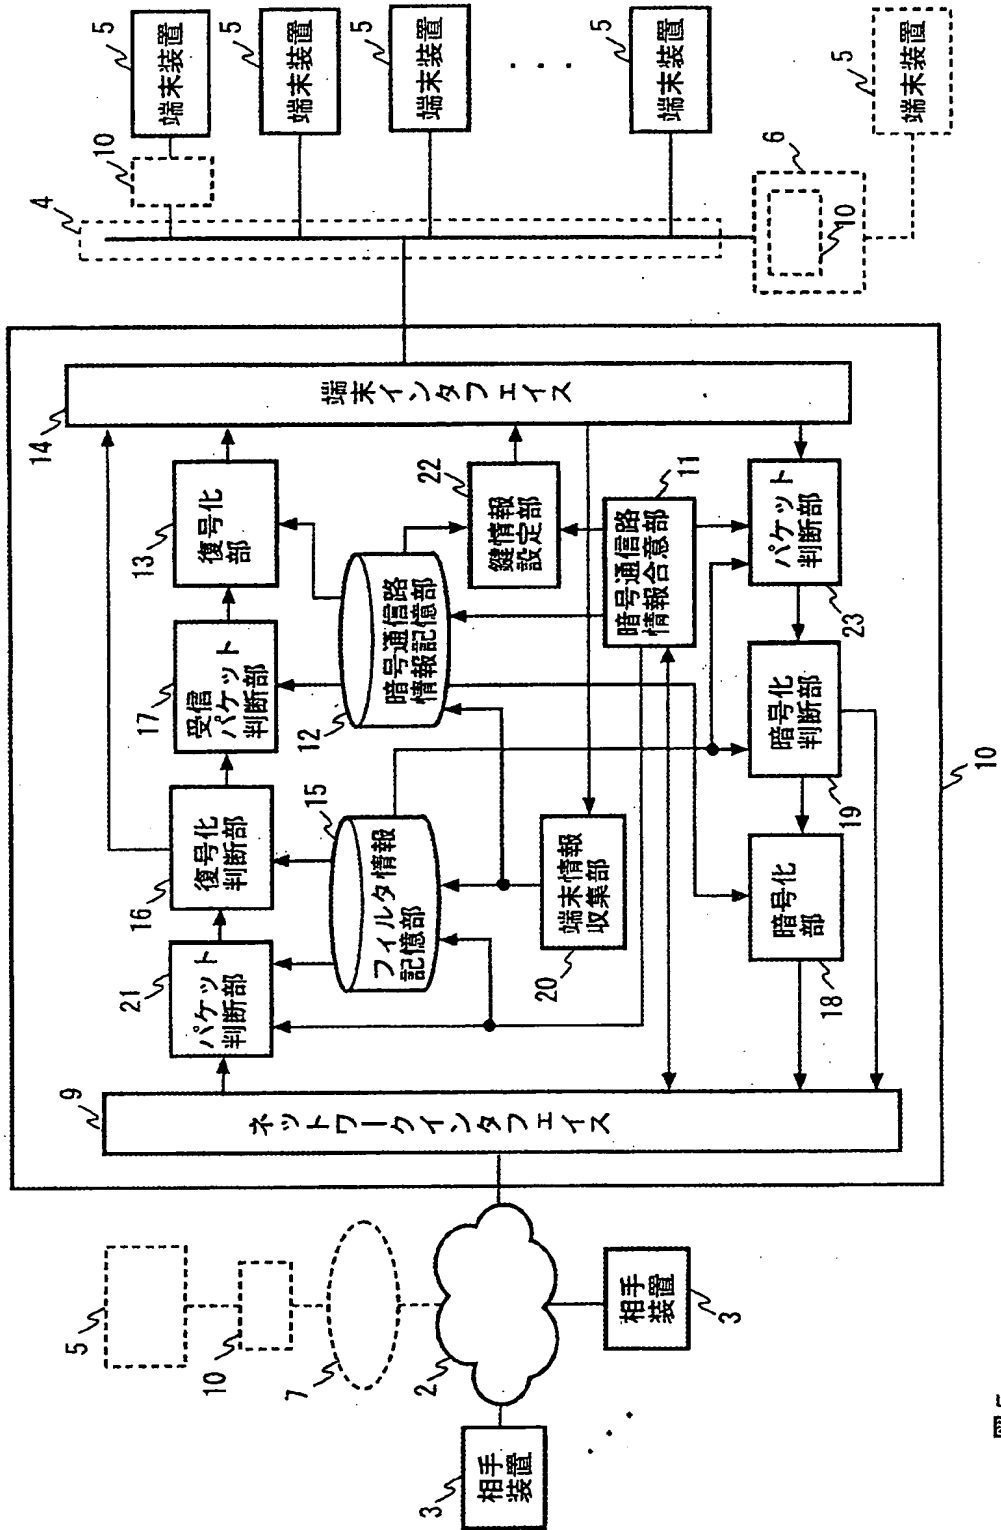 5
10
7
2
3
相手
装置
3
相手
装置
9
ネットワークインタフェイス
21
パケット
判断部
16
復号化
判断部
17
受信
パケット
判断部
13
復号化
部
14
端末インタフェイス
15
フィルタ情報
記憶部
12
暗号通信路
情報記憶部
22
鍵情報
設定部
20
端末情報
収集部
11
暗号通信路
情報合意部
18
暗号化
部
19
暗号化
判断部
23
パケット
判断部
10
4
10
5
端末装置
5
端末装置
5
端末装置
5
端末装置
6
10
5
端末装置
図5